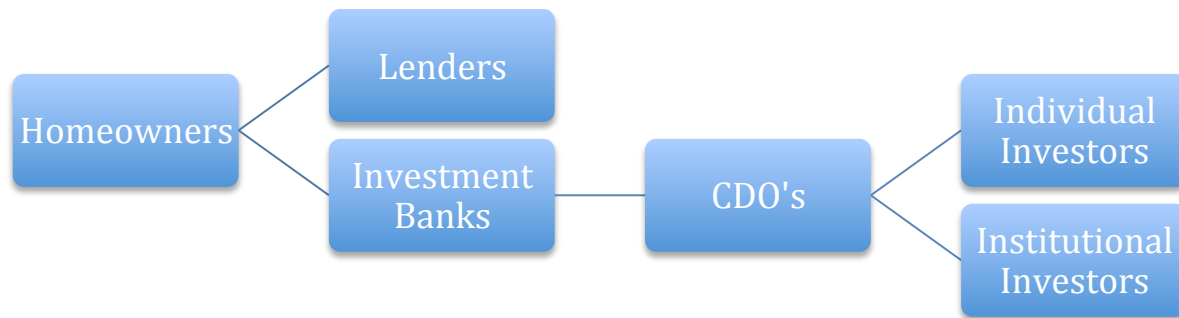 Homeowners
Lenders
Investment
Banks
CDO's
Individual
Investors
Institutional
Investors